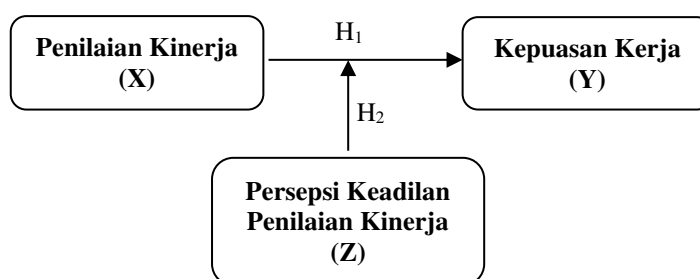 Penilaian Kinerja
(X)
H₁
Kepuasan Kerja
(Y)
H₂
Persepsi Keadilan
Penilaian Kinerja
(Z)